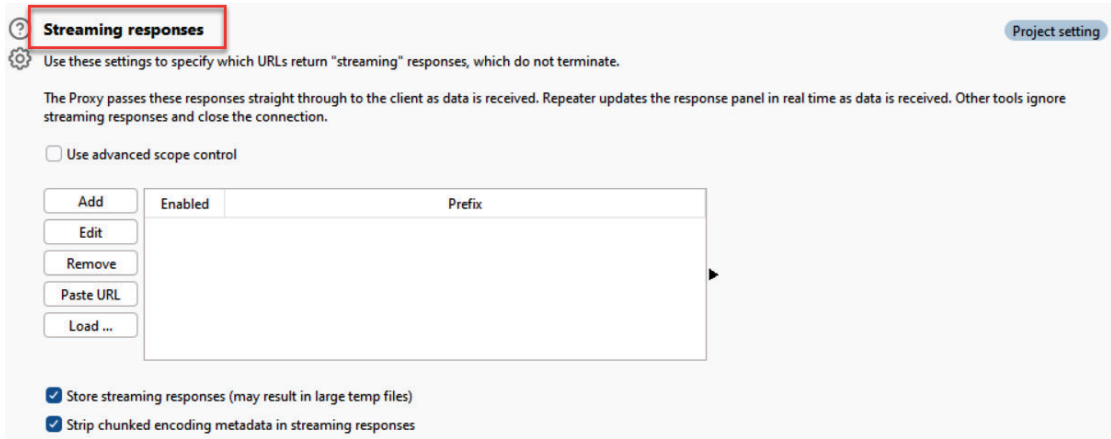 Streaming responses
Project setting
Use these settings to specify which URLs return "streaming" responses, which do not terminate.
The Proxy passes these responses straight through to the client as data is received. Repeater updates the response panel in real time as data is received. Other tools ignore
streaming responses and close the connection.
Use advanced scope control
Add
Enabled
Prefix
Edit
Remove
Paste URL
Load ...
Store streaming responses (may result in large temp files)
Strip chunked encoding metadata in streaming responses